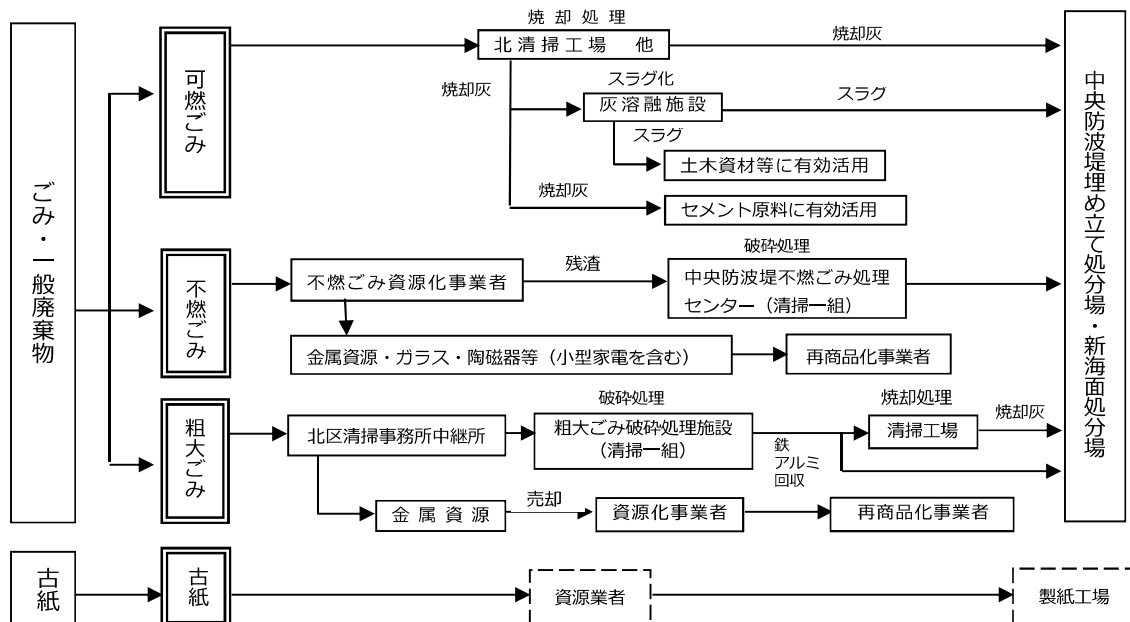 ごみ・一般廃棄物
可燃ごみ
焼却処理
北清掃工場　他
焼却灰
焼却灰
スラグ化
灰溶融施設
スラグ
スラグ
土木資材等に有効活用
焼却灰
セメント原料に有効活用
不燃ごみ
不燃ごみ資源化事業者
残渣
破砕処理
中央防波堤不燃ごみ処理
センター（清掃一組）
金属資源・ガラス・陶磁器等（小型家電を含む）
再商品化事業者
粗大ごみ
北区清掃事務所中継所
破砕処理
粗大ごみ破砕処理施設
（清掃一組）
鉄
アルミ
回収
焼却処理
清掃工場
焼却灰
金属資源
売却
資源化事業者
再商品化事業者
中央防波堤埋め立て処分場・新海面処分場
古紙
古紙
資源業者
製紙工場